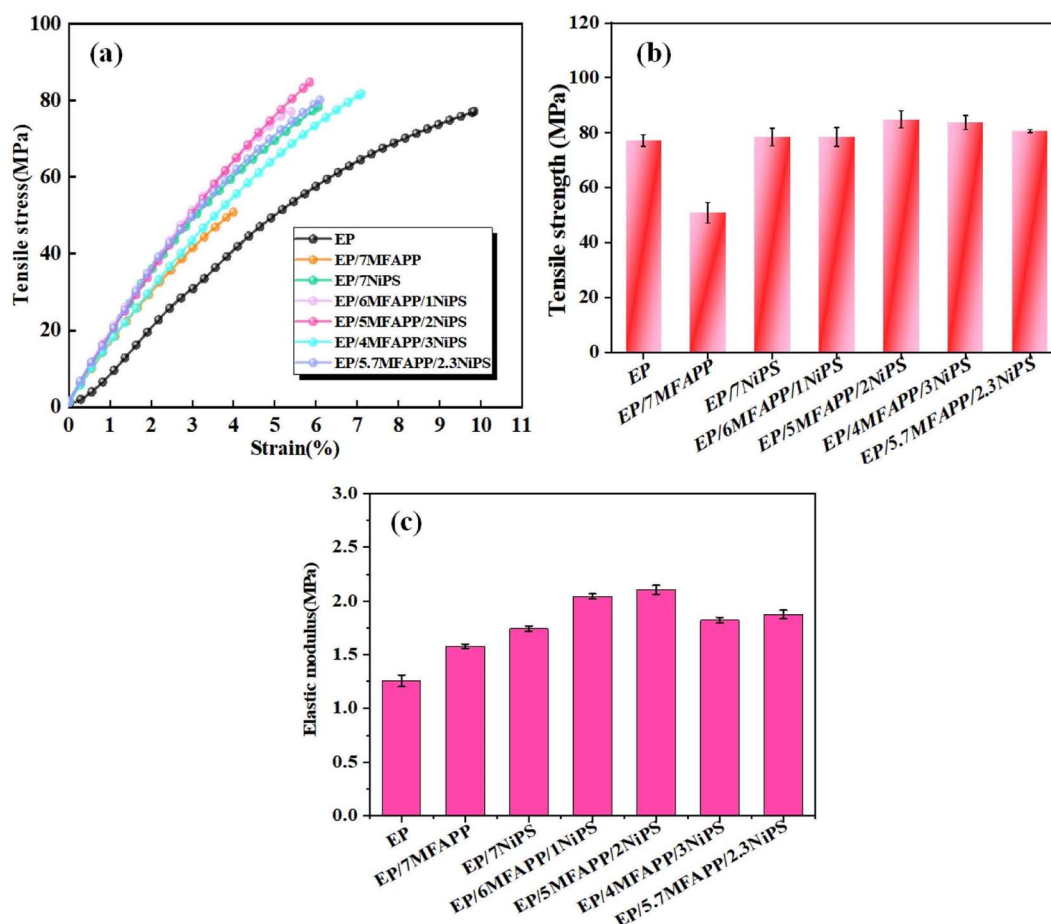 (a)
Tensile stress(MPa)
100
80
60
40
20
0
0 1 2 3 4 5 6 7 8 9 10 11
Strain(%)
EP
EP/7MFAPP
EP/7NiPS
EP/6MFAPP/1NiPS
EP/5MFAPP/2NiPS
EP/4MFAPP/3NiPS
EP/5.7MFAPP/2.3NiPS
(b)
Tensile strength (MPa)
120
100
80
60
40
20
0
EP
EP/7MFAPP
EP/7NiPS
EP/6MFAPP/1NiPS
EP/5MFAPP/2NiPS
EP/4MFAPP/3NiPS
EP/5.7MFAPP/2.3NiPS
(c)
Elastic modulus(MPa)
3.0
2.5
2.0
1.5
1.0
0.5
0.0
EP
EP/7MFAPP
EP/7NiPS
EP/6MFAPP/1NiPS
EP/5MFAPP/2NiPS
EP/4MFAPP/3NiPS
EP/5.7MFAPP/2.3NiPS